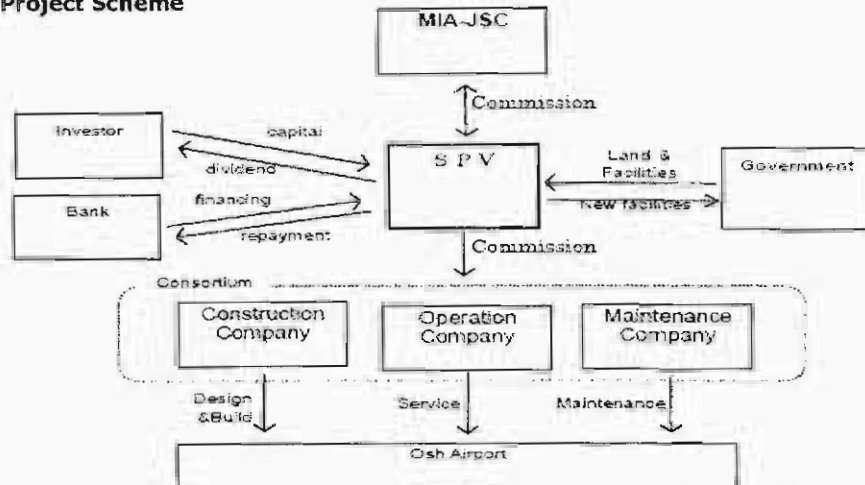 Project Scheme
MIA-JSC
Commission
Investor
capital
dividend
S P V
Land &
Facilities
Government
New facilities
Bank
financing
repayment
Commission
Consortium
Construction
Company
Operation
Company
Maintenance
Company
Design
&Build
Service
Maintenance
Osh Airport